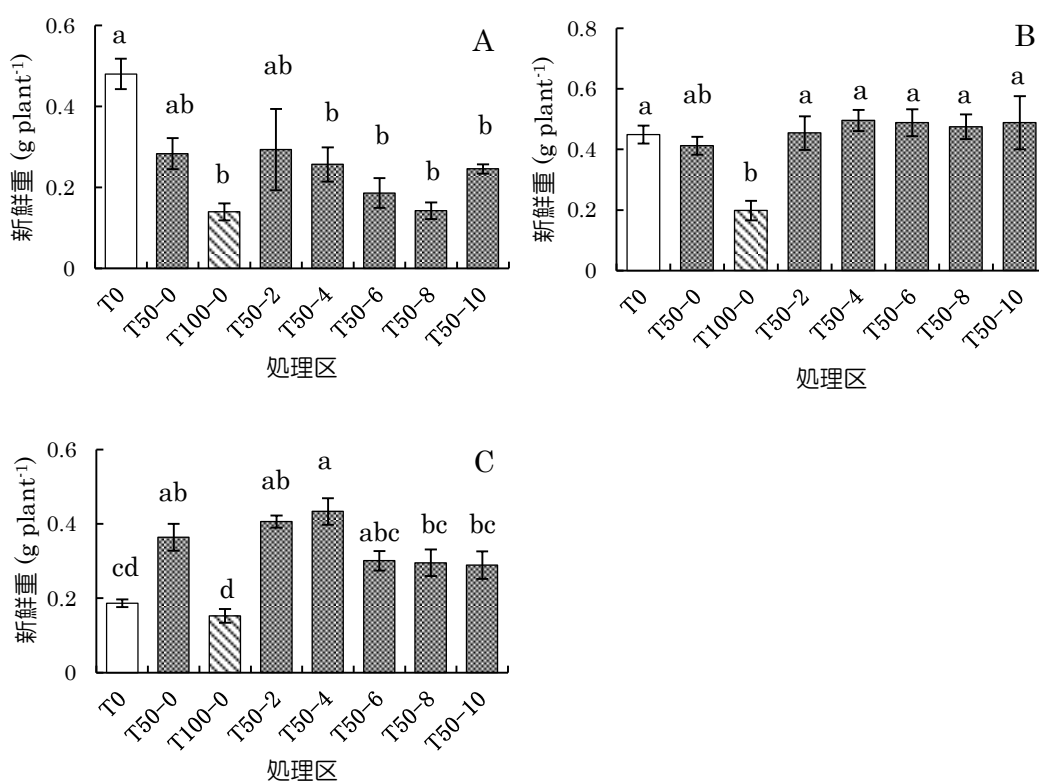 A
新鮮重 (g plant-1)
0.6
0.4
0.2
0
a
ab
b
ab
b
b
b
b
T0
T50-0
T100-0
T50-2
T50-4
T50-6
T50-8
T50-10
処理区
B
新鮮重 (g plant-1)
0.8
0.6
0.4
0.2
0
a
ab
b
a
a
a
a
a
T0
T50-0
T100-0
T50-2
T50-4
T50-6
T50-8
T50-10
処理区
C
新鮮重 (g plant-1)
0.6
0.4
0.2
0
cd
ab
d
ab
a
abc
bc
bc
T0
T50-0
T100-0
T50-2
T50-4
T50-6
T50-8
T50-10
処理区